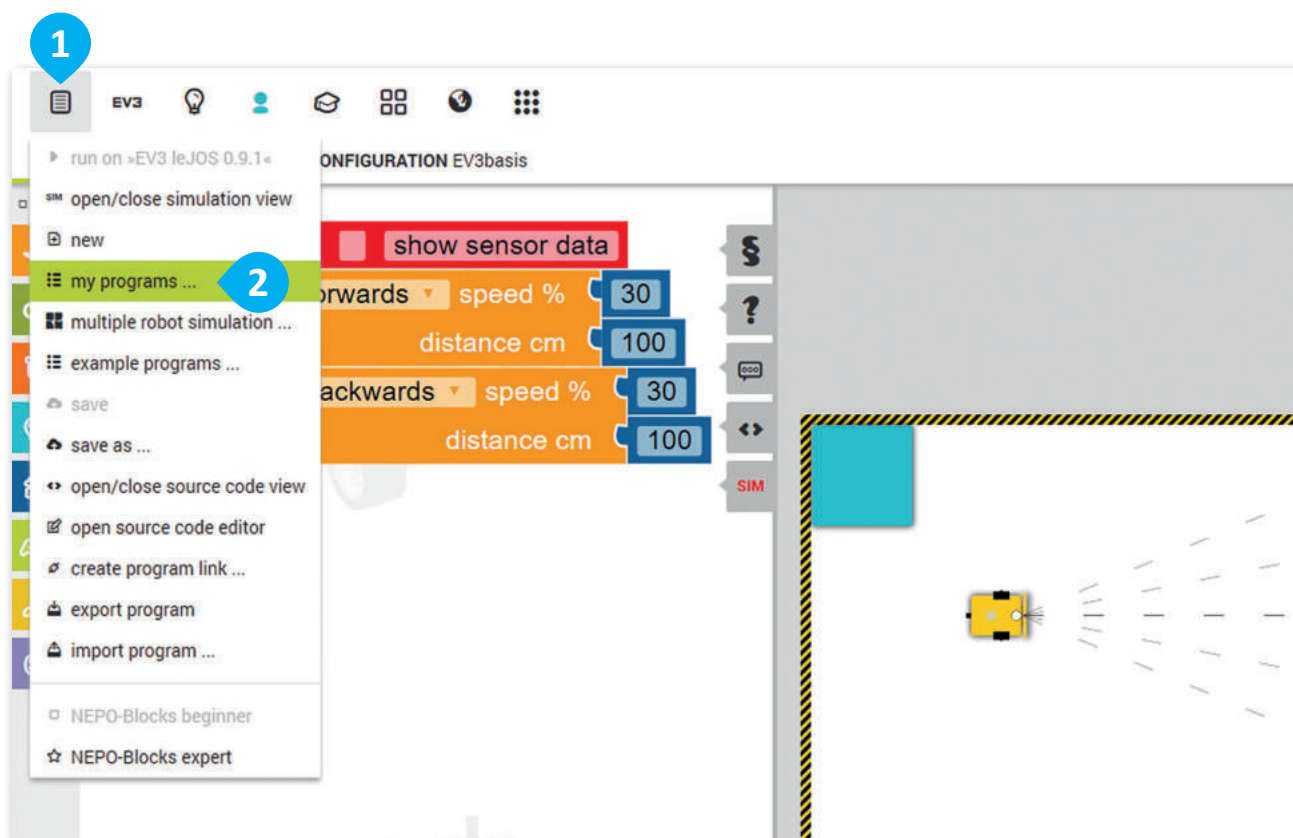 1
EV3
run on »EV3 leJOS 0.9.1«
ONFIGURATION EV3basis
SIM open/close simulation view
new
show sensor data
my programs ...
2
orwards speed % 30
multiple robot simulation ...
distance cm 100
example programs ...
ackwards speed % 30
save
save as ...
distance cm 100
open/close source code view
SIM
open source code editor
create program link ...
export program
import program ...
NEPO-Blocks beginner
NEPO-Blocks expert
§
?